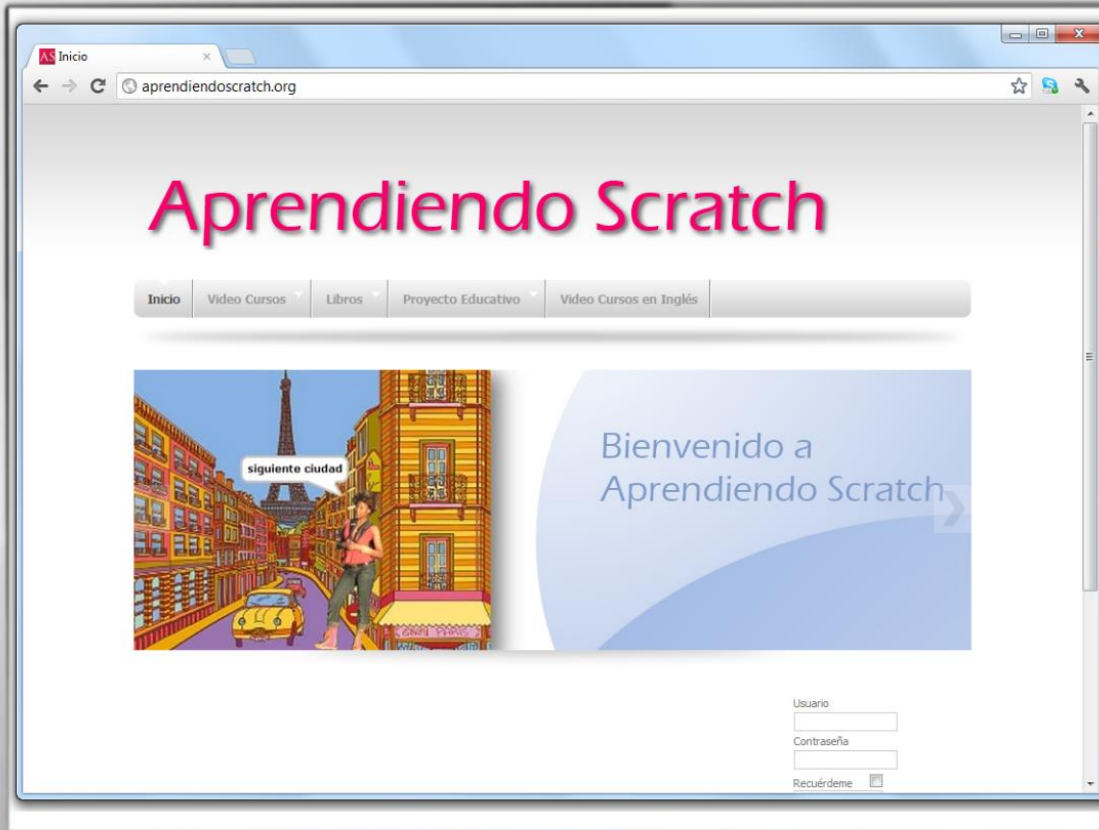 AS Inicio
aprendiendoscratch.org
Aprendiendo Scratch
Inicio Video Cursos Libros Proyecto Educativo Video Cursos en Inglés
siguiente ciudad
Bienvenido a
Aprendiendo Scratch
PARIS
Usuario
Contraseña
Recuérdeme